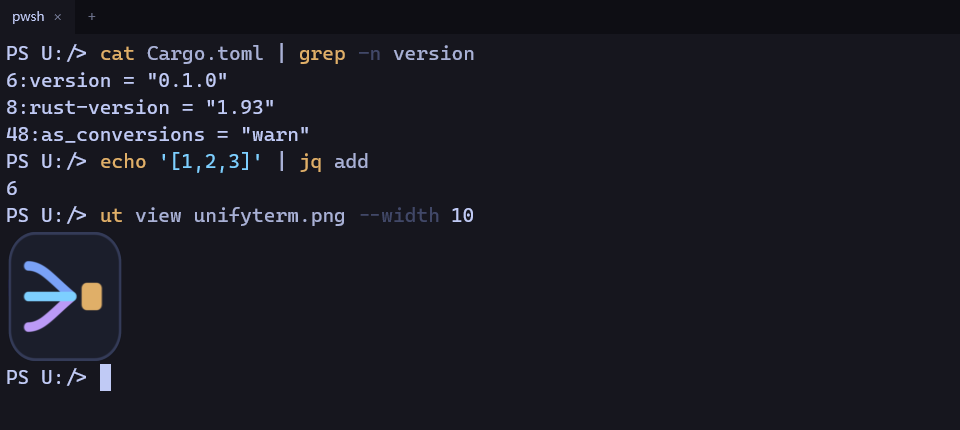 pwsh × +
PS U:/> cat Cargo.toml | grep -n version
6:version = "0.1.0"
8:rust-version = "1.93"
48:as_conversions = "warn"
PS U:/> echo '[1,2,3]' | jq add
6
PS U:/> ut view unifyterm.png --width 10
PS U:/>